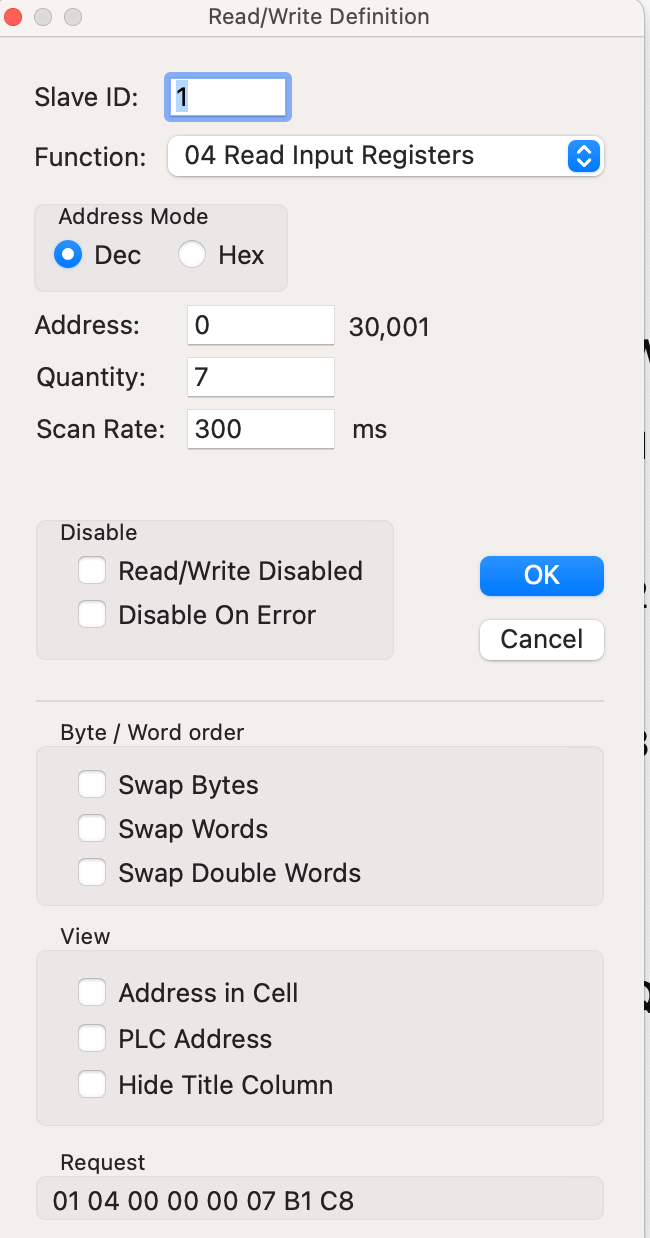 Read/Write Definition
Slave ID: 1
Function: 04 Read Input Registers
Address Mode
Dec Hex
Address: 0 30,001
Quantity: 7
Scan Rate: 300 ms
Disable
Read/Write Disabled
Disable On Error
OK
Cancel
Byte / Word order
Swap Bytes
Swap Words
Swap Double Words
View
Address in Cell
PLC Address
Hide Title Column
Request
01 04 00 00 00 07 B1 C8